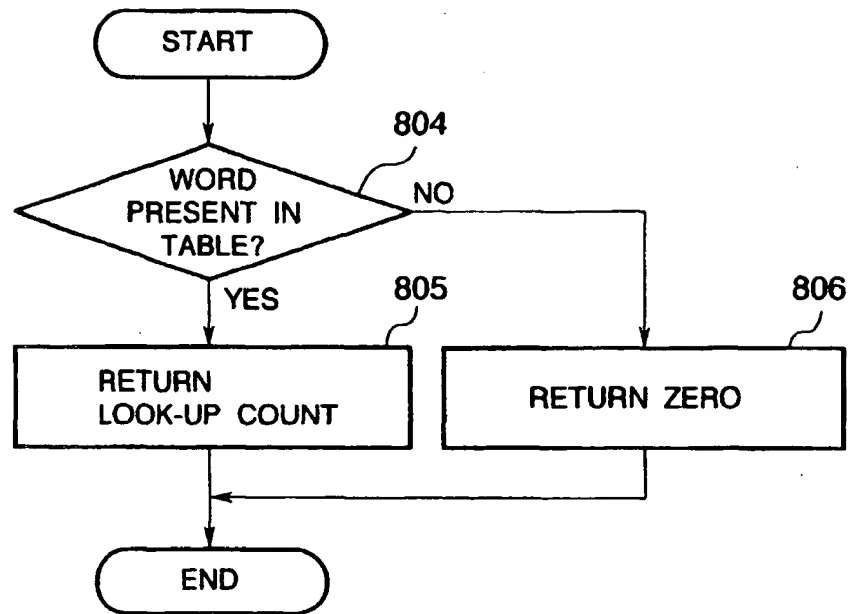 START
804
WORD
PRESENT IN
TABLE?
NO
YES
805
806
RETURN
LOOK-UP COUNT
RETURN ZERO
END